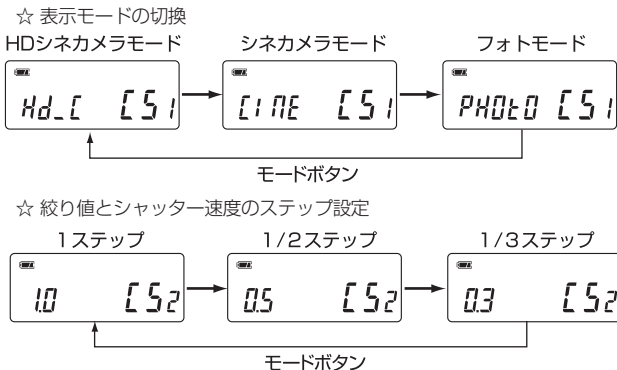 ☆ 表示モードの切換
HDシネカメラモード シネカメラモード フォトモード
Hd_C CS1 CINE CS1 PHOtO CS1
モードボタン
☆ 絞り値とシャッター速度のステップ設定
1ステップ 1/2ステップ 1/3ステップ
1.0 CS2 0.5 CS2 0.3 CS2
モードボタン